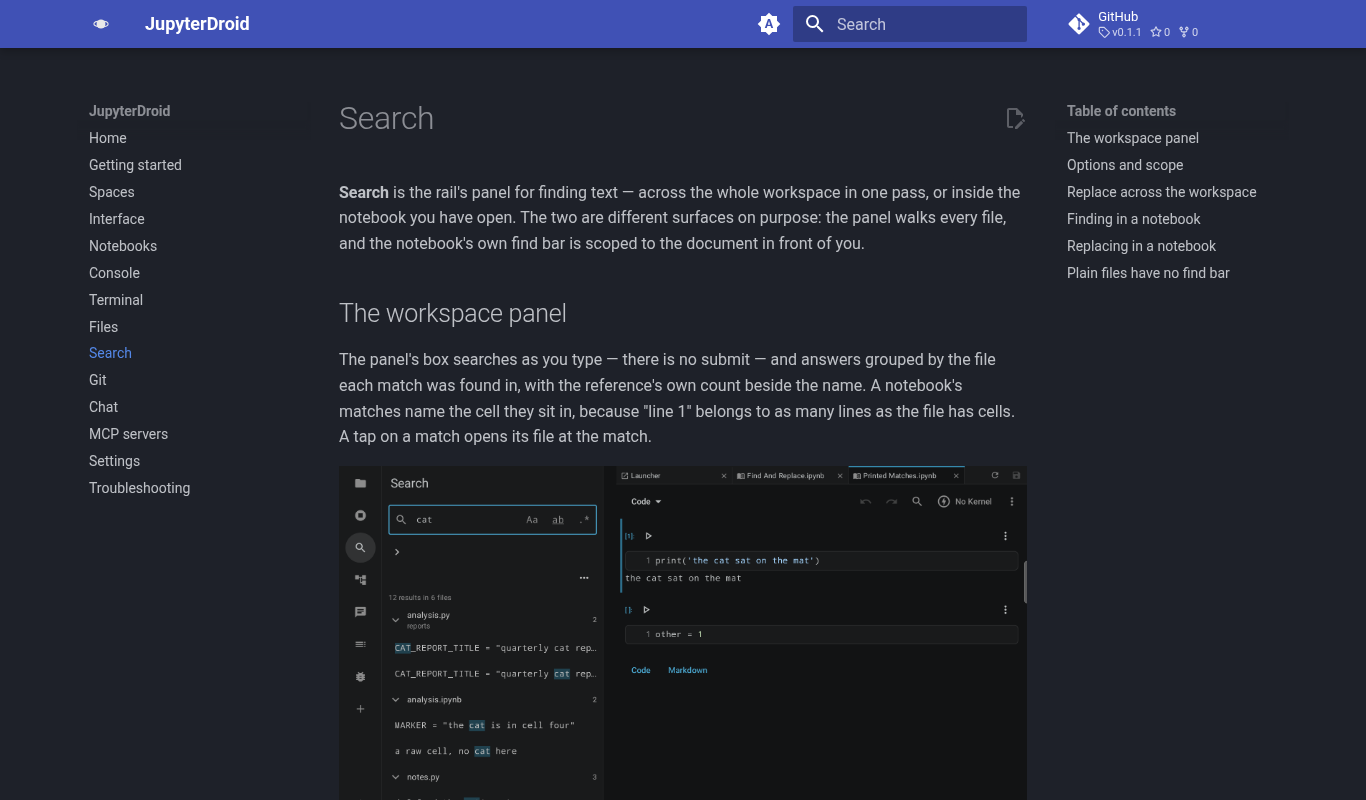 JupyterDroid
Search
GitHub
v0.1.1 0 0
JupyterDroid
Home
Getting started
Spaces
Interface
Notebooks
Console
Terminal
Files
Search
Git
Chat
MCP servers
Settings
Troubleshooting
Search
Search is the rail's panel for finding text — across the whole workspace in one pass, or inside the
notebook you have open. The two are different surfaces on purpose: the panel walks every file,
and the notebook's own find bar is scoped to the document in front of you.
The workspace panel
The panel's box searches as you type — there is no submit — and answers grouped by the file
each match was found in, with the reference's own count beside the name. A notebook's
matches name the cell they sit in, because "line 1" belongs to as many lines as the file has cells.
A tap on a match opens its file at the match.
Search
cat Aa ab .*
12 results in 6 files
analysis.py 2
reports
CAT_REPORT_TITLE = "quarterly cat rep…
CAT_REPORT_TITLE = "quarterly cat rep…
analysis.ipynb 2
MARKER = "the cat is in cell four"
a raw cell, no cat here
notes.py 3
Launcher Find And Replace.ipynb Printed Matches.ipynb
Code No Kernel
[1]
1 print('the cat sat on the mat')
the cat sat on the mat
[]
1 other = 1
Code Markdown
Table of contents
The workspace panel
Options and scope
Replace across the workspace
Finding in a notebook
Replacing in a notebook
Plain files have no find bar